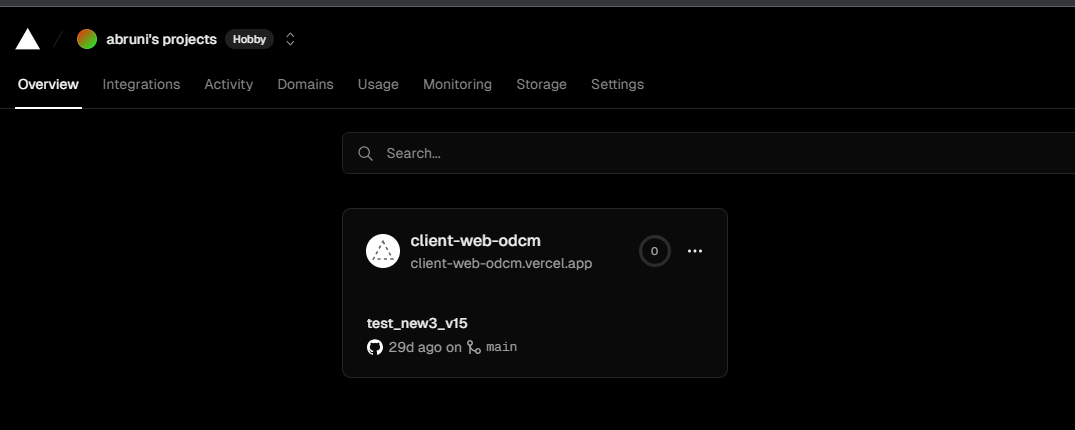 abruni's projects Hobby
Overview Integrations Activity Domains Usage Monitoring Storage Settings
Search...
client-web-odcm
0
client-web-odcm.vercel.app
test_new3_v15
29d ago on main